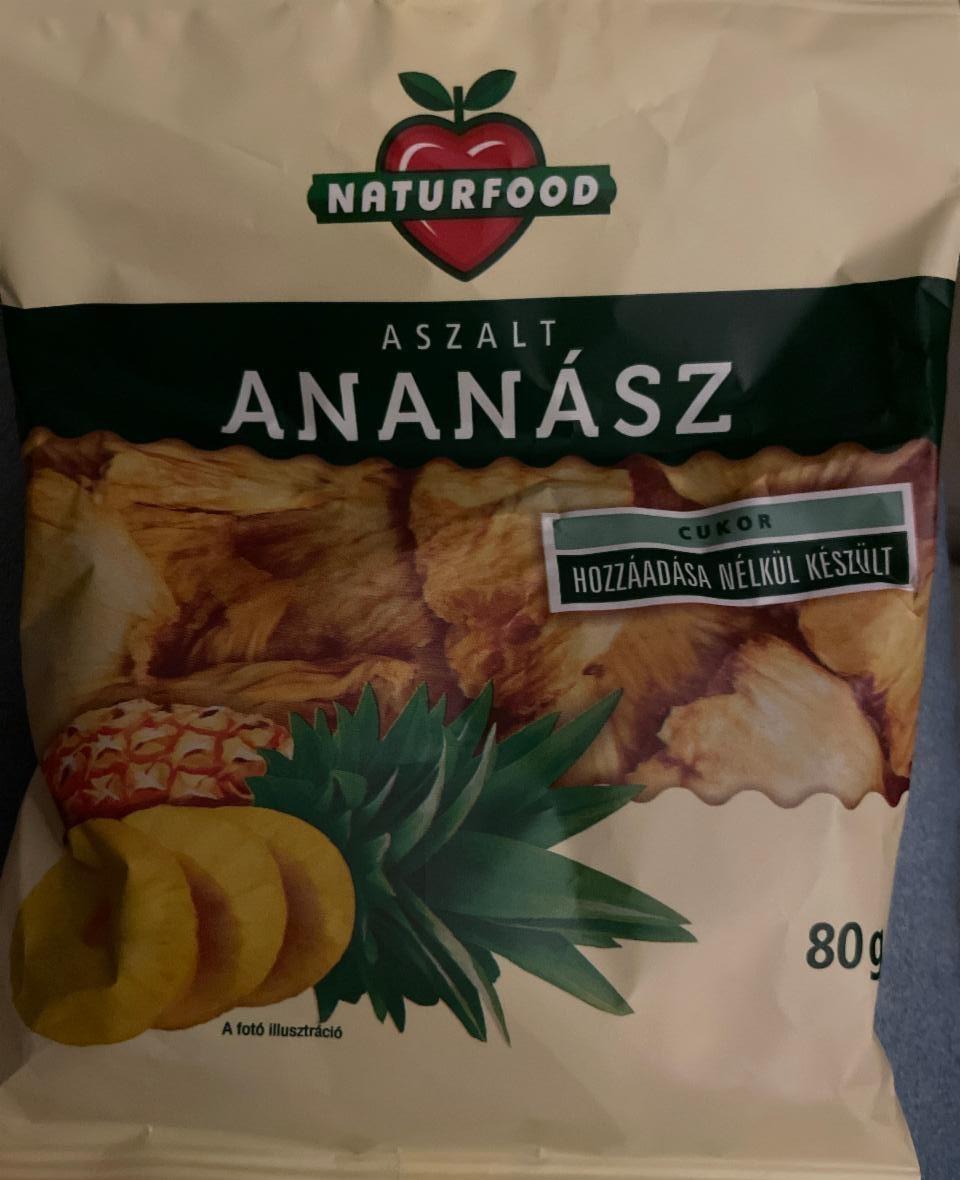 NATURFOOD
ASZALT
ANANÁSZ
CUKOR
HOZZÁADÁSA NÉLKÜL KÉSZÜLT
80g
A fotó illusztráció